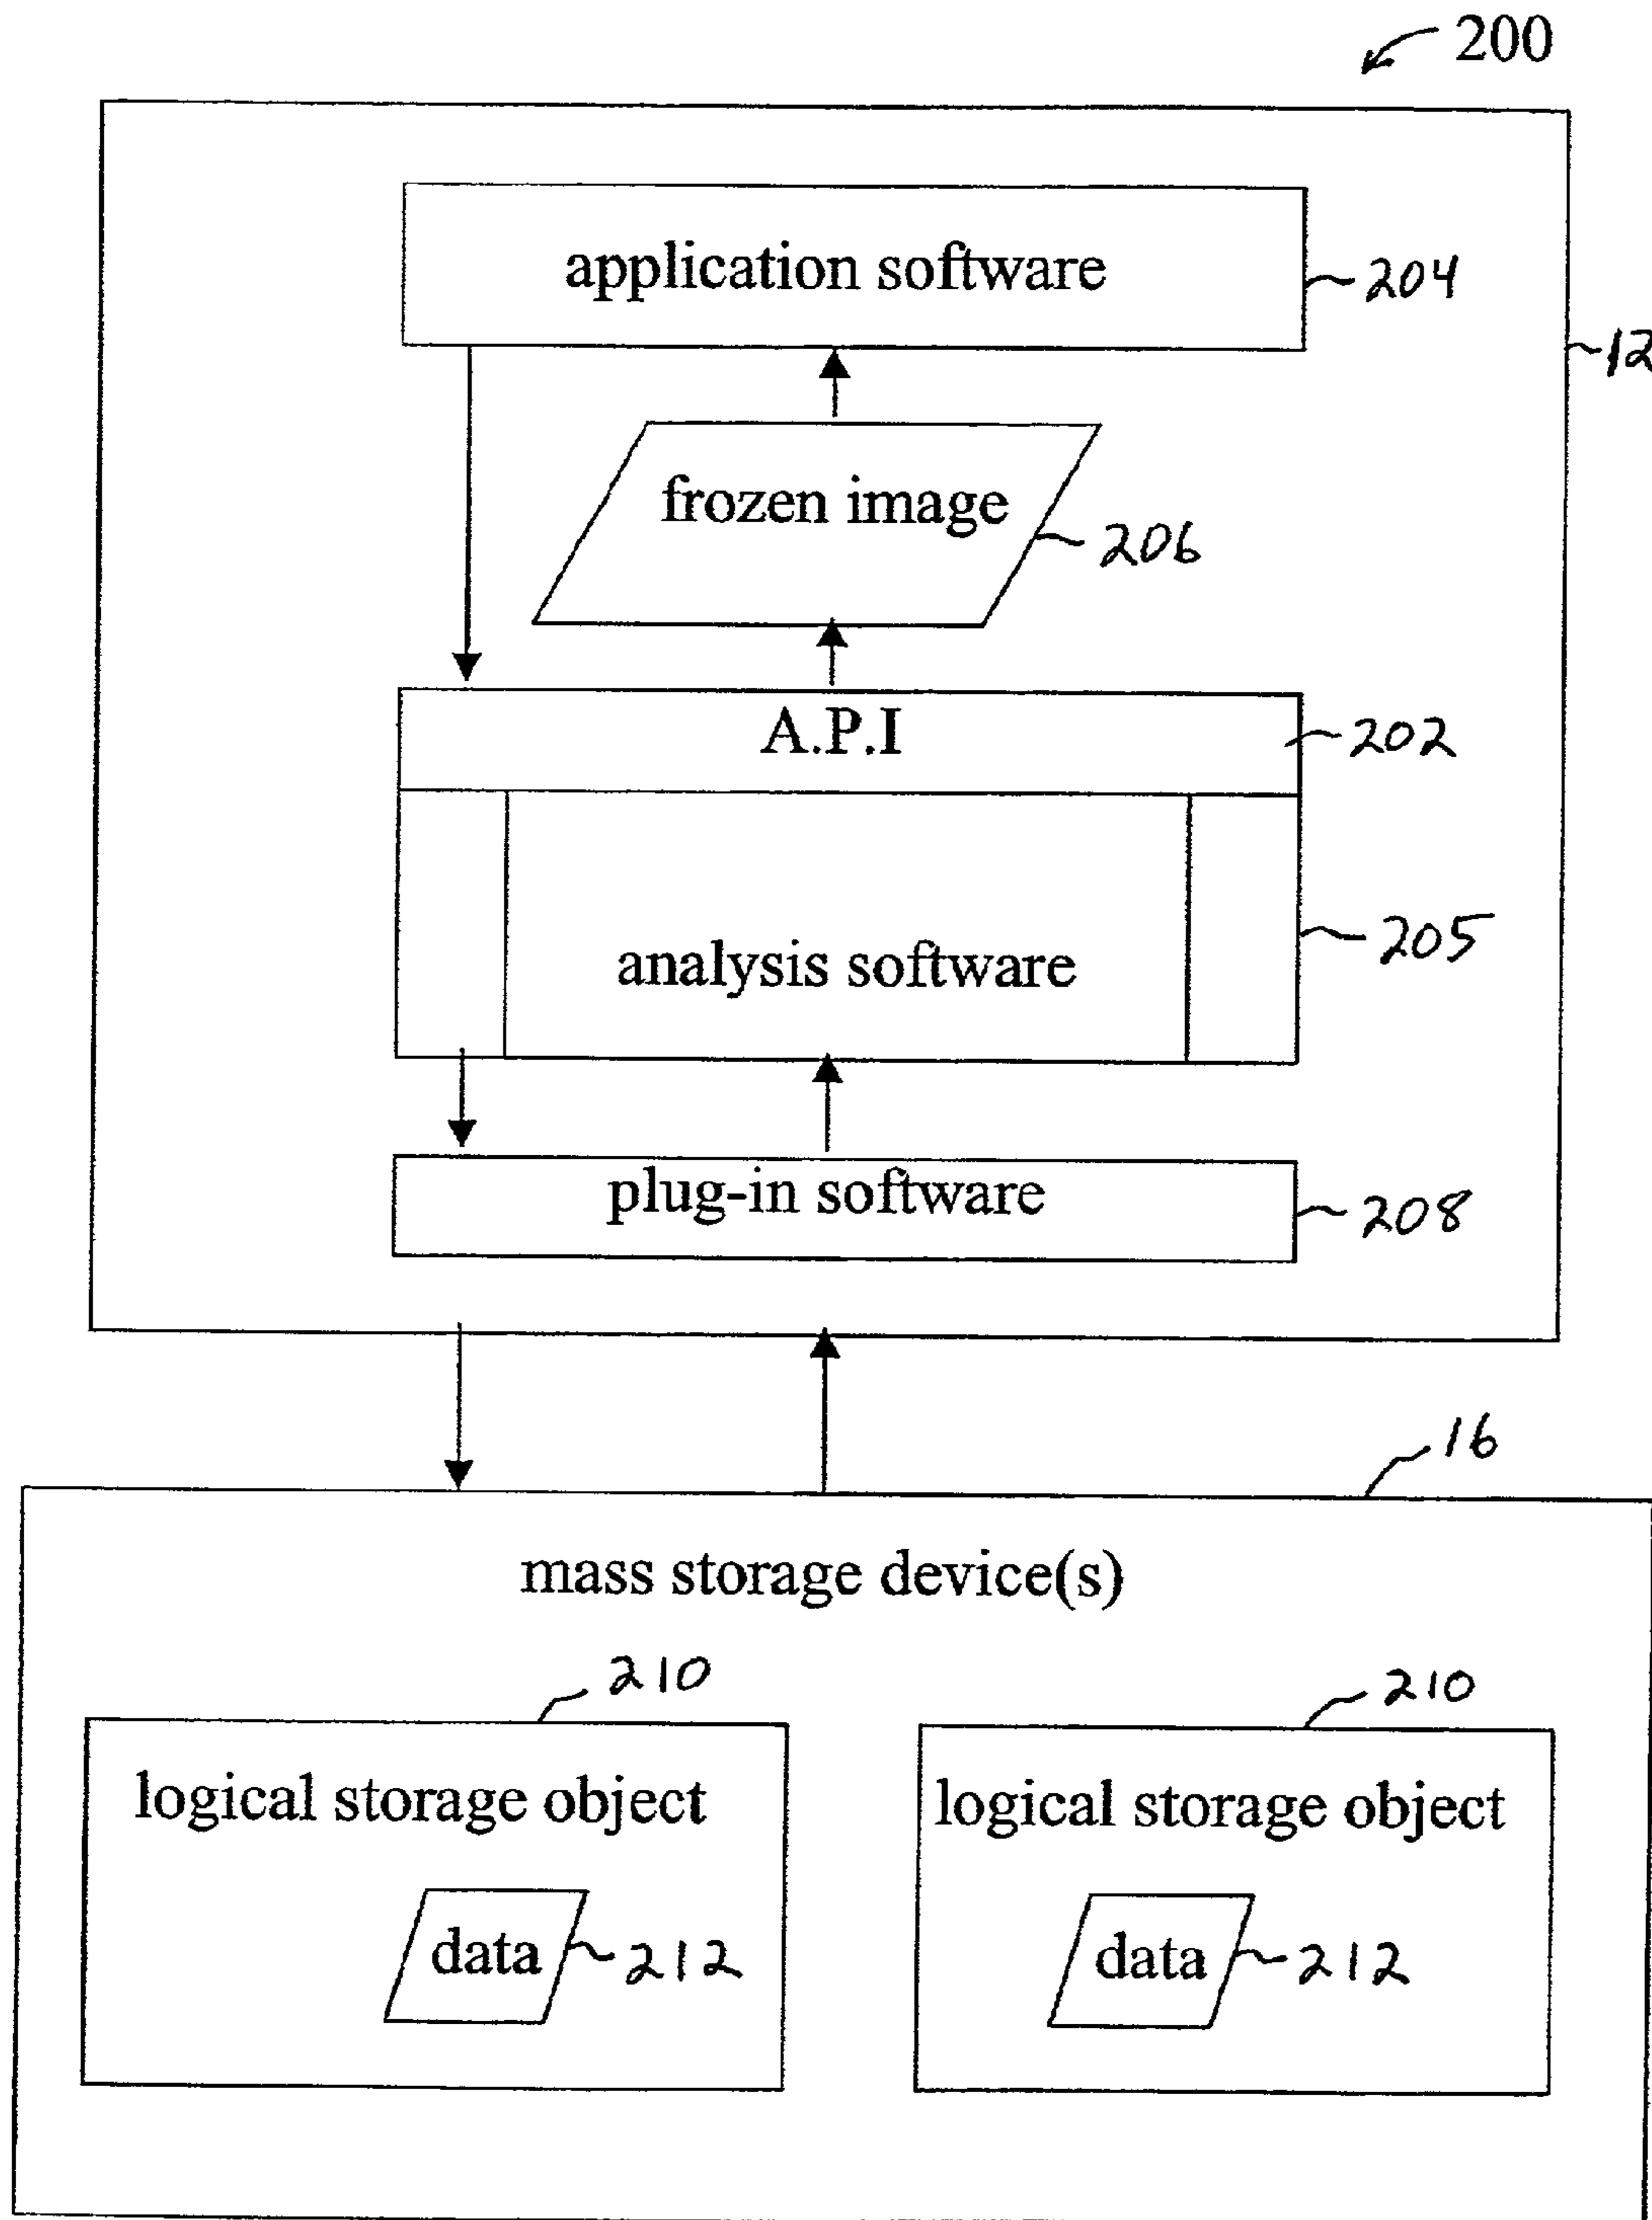 200
application software
204
12
frozen image
206
A.P.I
202
analysis software
205
plug-in software
208
16
mass storage device(s)
210
210
logical storage object
logical storage object
data
212
data
212